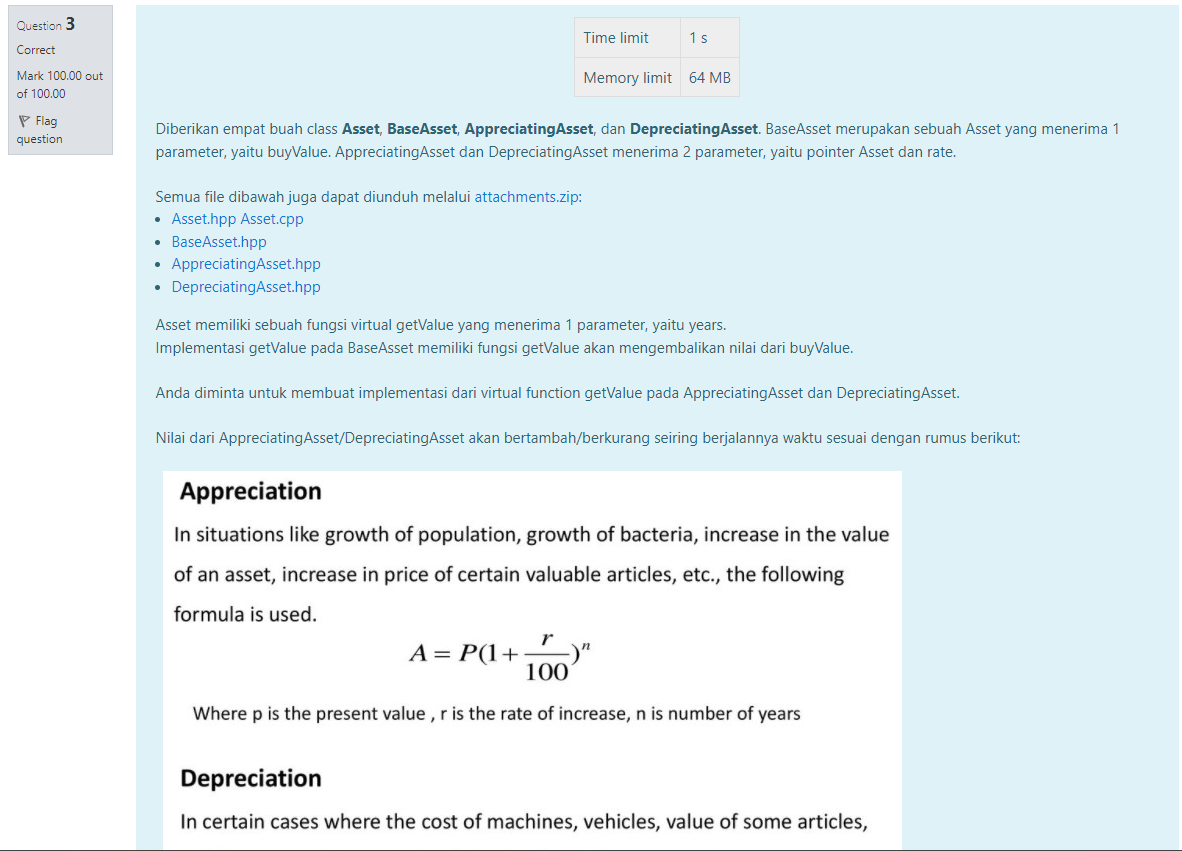 Question 3
Correct
Mark 100.00 out
of 100.00
Flag
question
Time limit 1 s
Memory limit 64 MB
Diberikan empat buah class Asset, BaseAsset, AppreciatingAsset, dan DepreciatingAsset. BaseAsset merupakan sebuah Asset yang menerima 1
parameter, yaitu buyValue. AppreciatingAsset dan DepreciatingAsset menerima 2 parameter, yaitu pointer Asset dan rate.
Semua file dibawah juga dapat diunduh melalui attachments.zip:
• Asset.hpp Asset.cpp
• BaseAsset.hpp
• AppreciatingAsset.hpp
• DepreciatingAsset.hpp
Asset memiliki sebuah fungsi virtual getValue yang menerima 1 parameter, yaitu years.
Implementasi getValue pada BaseAsset memiliki fungsi getValue akan mengembalikan nilai dari buyValue.
Anda diminta untuk membuat implementasi dari virtual function getValue pada AppreciatingAsset dan DepreciatingAsset.
Nilai dari AppreciatingAsset/DepreciatingAsset akan bertambah/berkurang seiring berjalannya waktu sesuai dengan rumus berikut:
Appreciation
In situations like growth of population, growth of bacteria, increase in the value
of an asset, increase in price of certain valuable articles, etc., the following
formula is used.
A = P(1 + r/100)^n
Where p is the present value , r is the rate of increase, n is number of years
Depreciation
In certain cases where the cost of machines, vehicles, value of some articles,